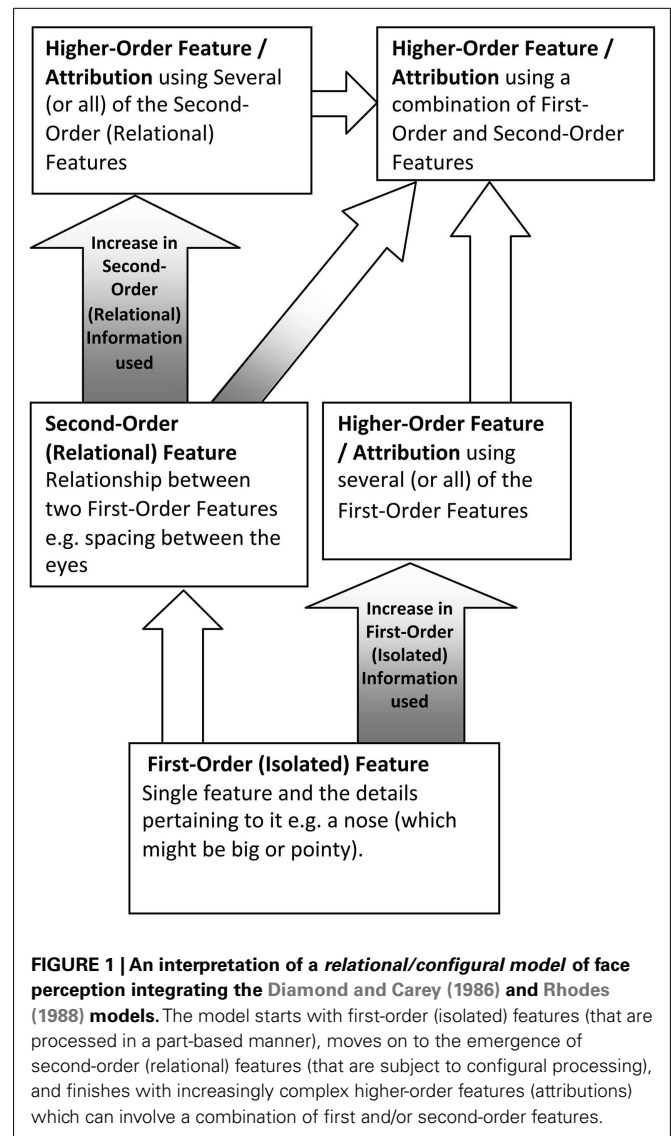 Higher-Order Feature /
Attribution using Several
(or all) of the Second-
Order (Relational)
Features
Higher-Order Feature /
Attribution using a
combination of First-
Order and Second-Order
Features
Increase in
Second-
Order
(Relational)
Information
used
Second-Order
(Relational) Feature
Relationship between
two First-Order Features
e.g. spacing between the
eyes
Higher-Order Feature
/ Attribution using
several (or all) of the
First-Order Features
Increase in
First-Order
(Isolated)
Information
used
First-Order (Isolated) Feature
Single feature and the details
pertaining to it e.g. a nose (which
might be big or pointy).
FIGURE 1 | An interpretation of a relational/configural model of face
perception integrating the Diamond and Carey (1986) and Rhodes
(1988) models. The model starts with first-order (isolated) features (that are
processed in a part-based manner), moves on to the emergence of
second-order (relational) features (that are subject to configural processing),
and finishes with increasingly complex higher-order features (attributions)
which can involve a combination of first and/or second-order features.